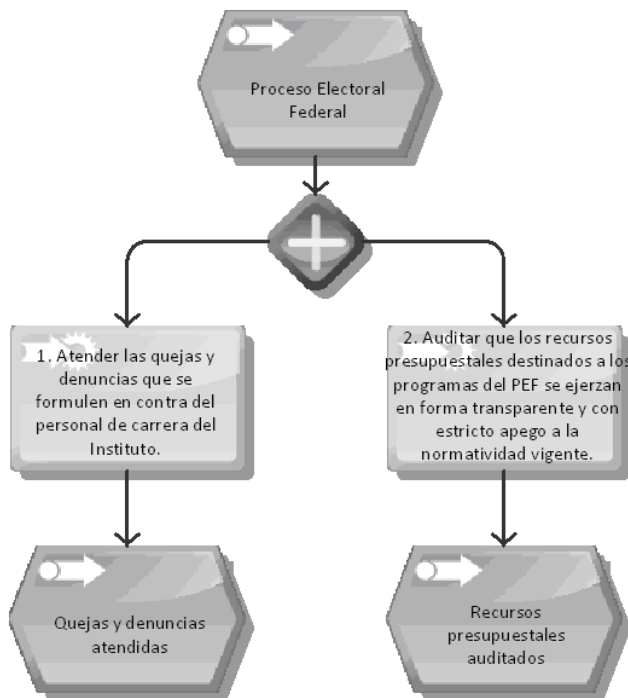 Proceso Electoral
Federal
1. Atender las quejas y
denuncias que se
formulen en contra del
personal de carrera del
Instituto.
2. Auditar que los recursos
presupuestales destinados a los
programas del PEF se ejerzan
en forma transparente y con
estricto apego a la
normatividad vigente.
Quejas y denuncias
atendidas
Recursos
presupuestales
auditados